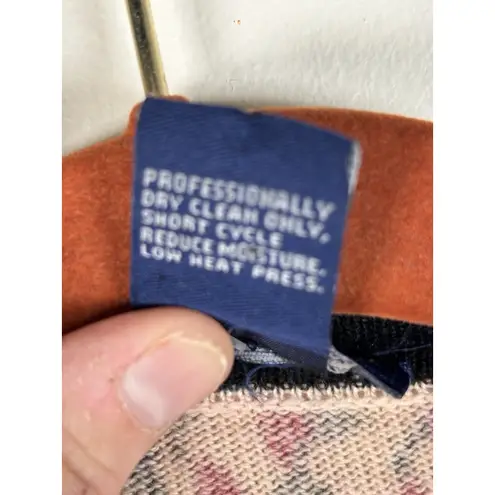 PROFESSIONALLY
DRY CLEAN ONLY.
SHORT CYCLE
REDUCE MOISTURE.
LOW HEAT PRESS.